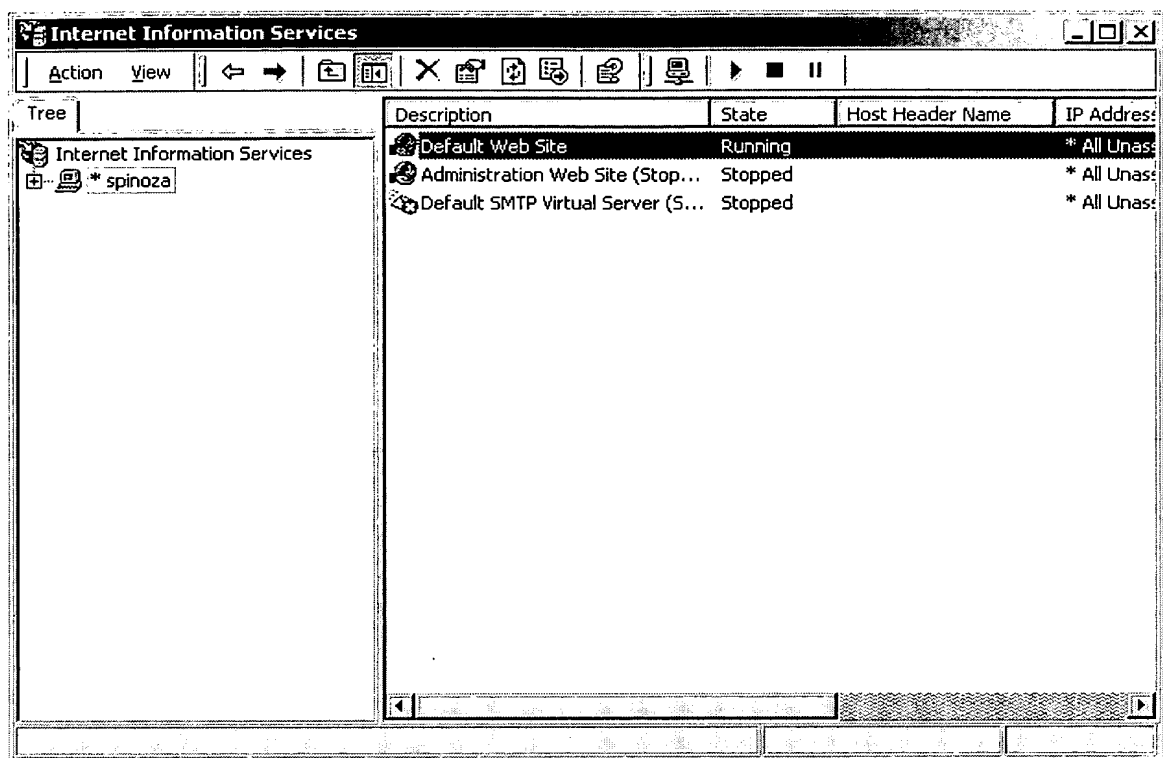 Internet Information Services
Action View
Tree
Description State Host Header Name IP Address
Internet Information Services
* spinoza
Default Web Site Running * All Unass
Administration Web Site (Stop... Stopped * All Unass
Default SMTP Virtual Server (S... Stopped * All Unass